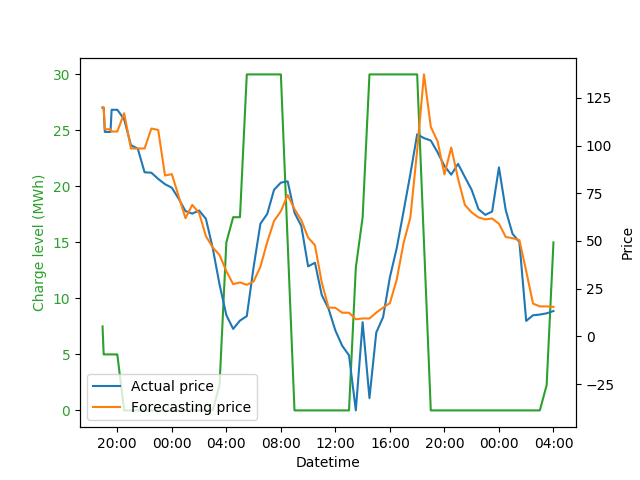 30
25
20
15
10
5
0
Charge level (MWh)
125
100
75
50
25
0
−25
Price
Actual price
Forecasting price
20:00 00:00 04:00 08:00 12:00 16:00 20:00 00:00 04:00
Datetime